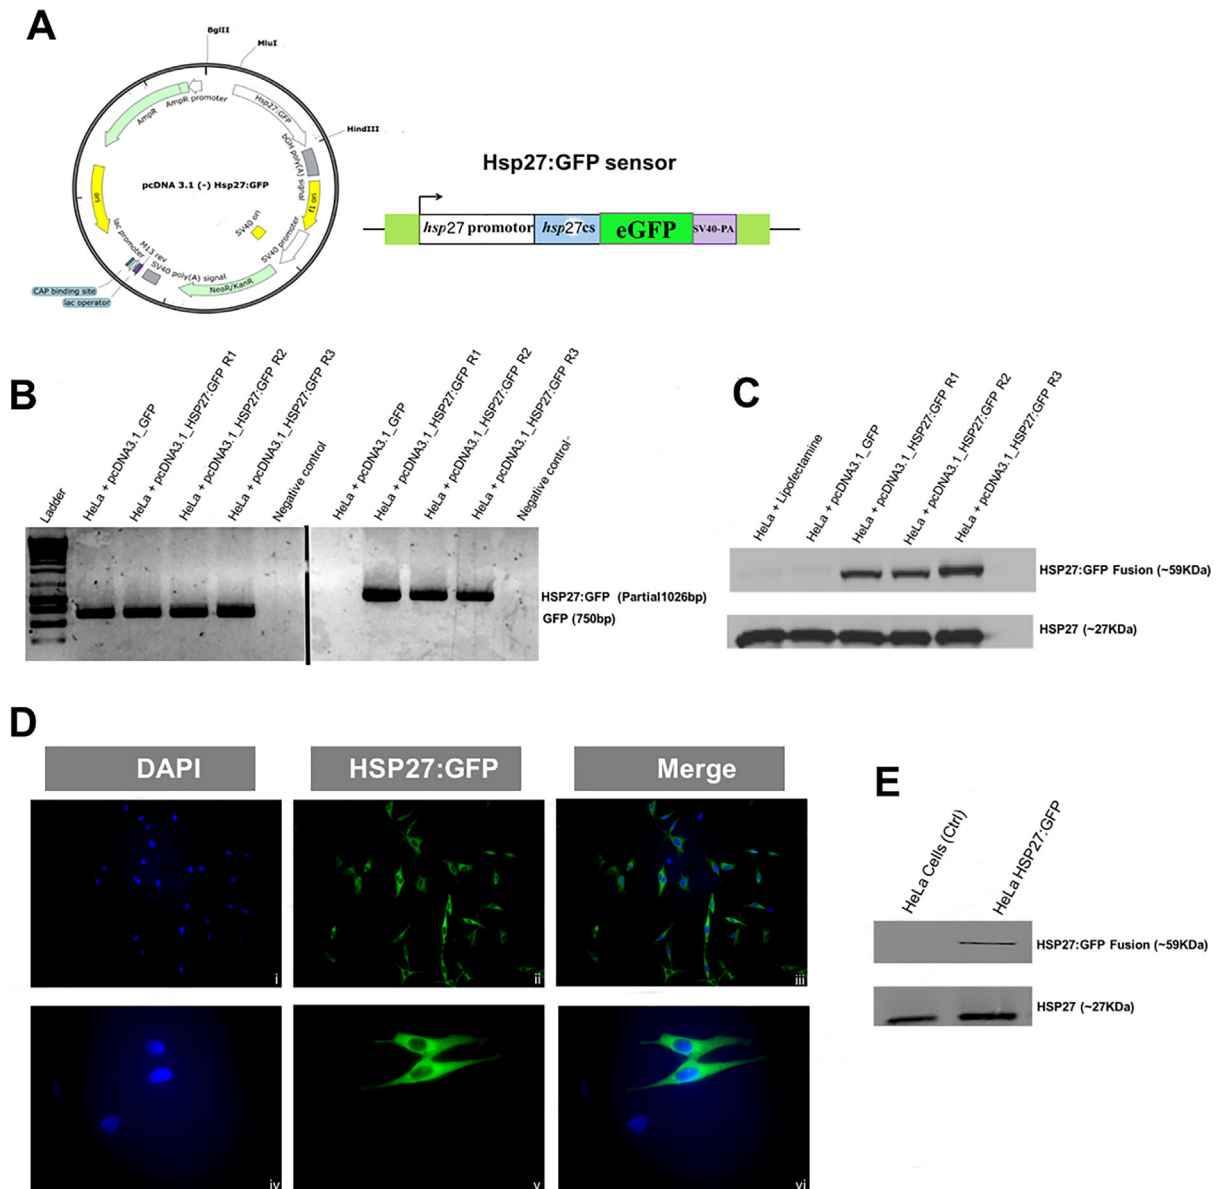 A
BglII
MluI
HindIII
AmpR promoter
AmpR
Hsp27:GFP
bGH poly(A) signal
f1 ori
SV40 promoter
SV40 ori
NeoR/KanR
SV40 poly(A) signal
M13 rev
lac promoter
ori
CAP binding site
lac operator
pcDNA 3.1 (-) Hsp27:GFP
Hsp27:GFP sensor
hsp27 promotor
hsp27cs
eGFP
SV40-PA
B
Ladder
HeLa + pcDNA3.1_GFP
HeLa + pcDNA3.1_HSP27:GFP R1
HeLa + pcDNA3.1_HSP27:GFP R2
HeLa + pcDNA3.1_HSP27:GFP R3
Negative control
HeLa + pcDNA3.1_GFP
HeLa + pcDNA3.1_HSP27:GFP R1
HeLa + pcDNA3.1_HSP27:GFP R2
HeLa + pcDNA3.1_HSP27:GFP R3
Negative control
HSP27:GFP (Partial1026bp)
GFP (750bp)
C
HeLa + Lipofectamine
HeLa + pcDNA3.1_GFP
HeLa + pcDNA3.1_HSP27:GFP R1
HeLa + pcDNA3.1_HSP27:GFP R2
HeLa + pcDNA3.1_HSP27:GFP R3
HSP27:GFP Fusion (~59KDa)
HSP27 (~27KDa)
D
DAPI
HSP27:GFP
Merge
i
ii
iii
iv
v
vi
E
HeLa Cells (Ctrl)
HeLa HSP27:GFP
HSP27:GFP Fusion (~59KDa)
HSP27 (~27KDa)